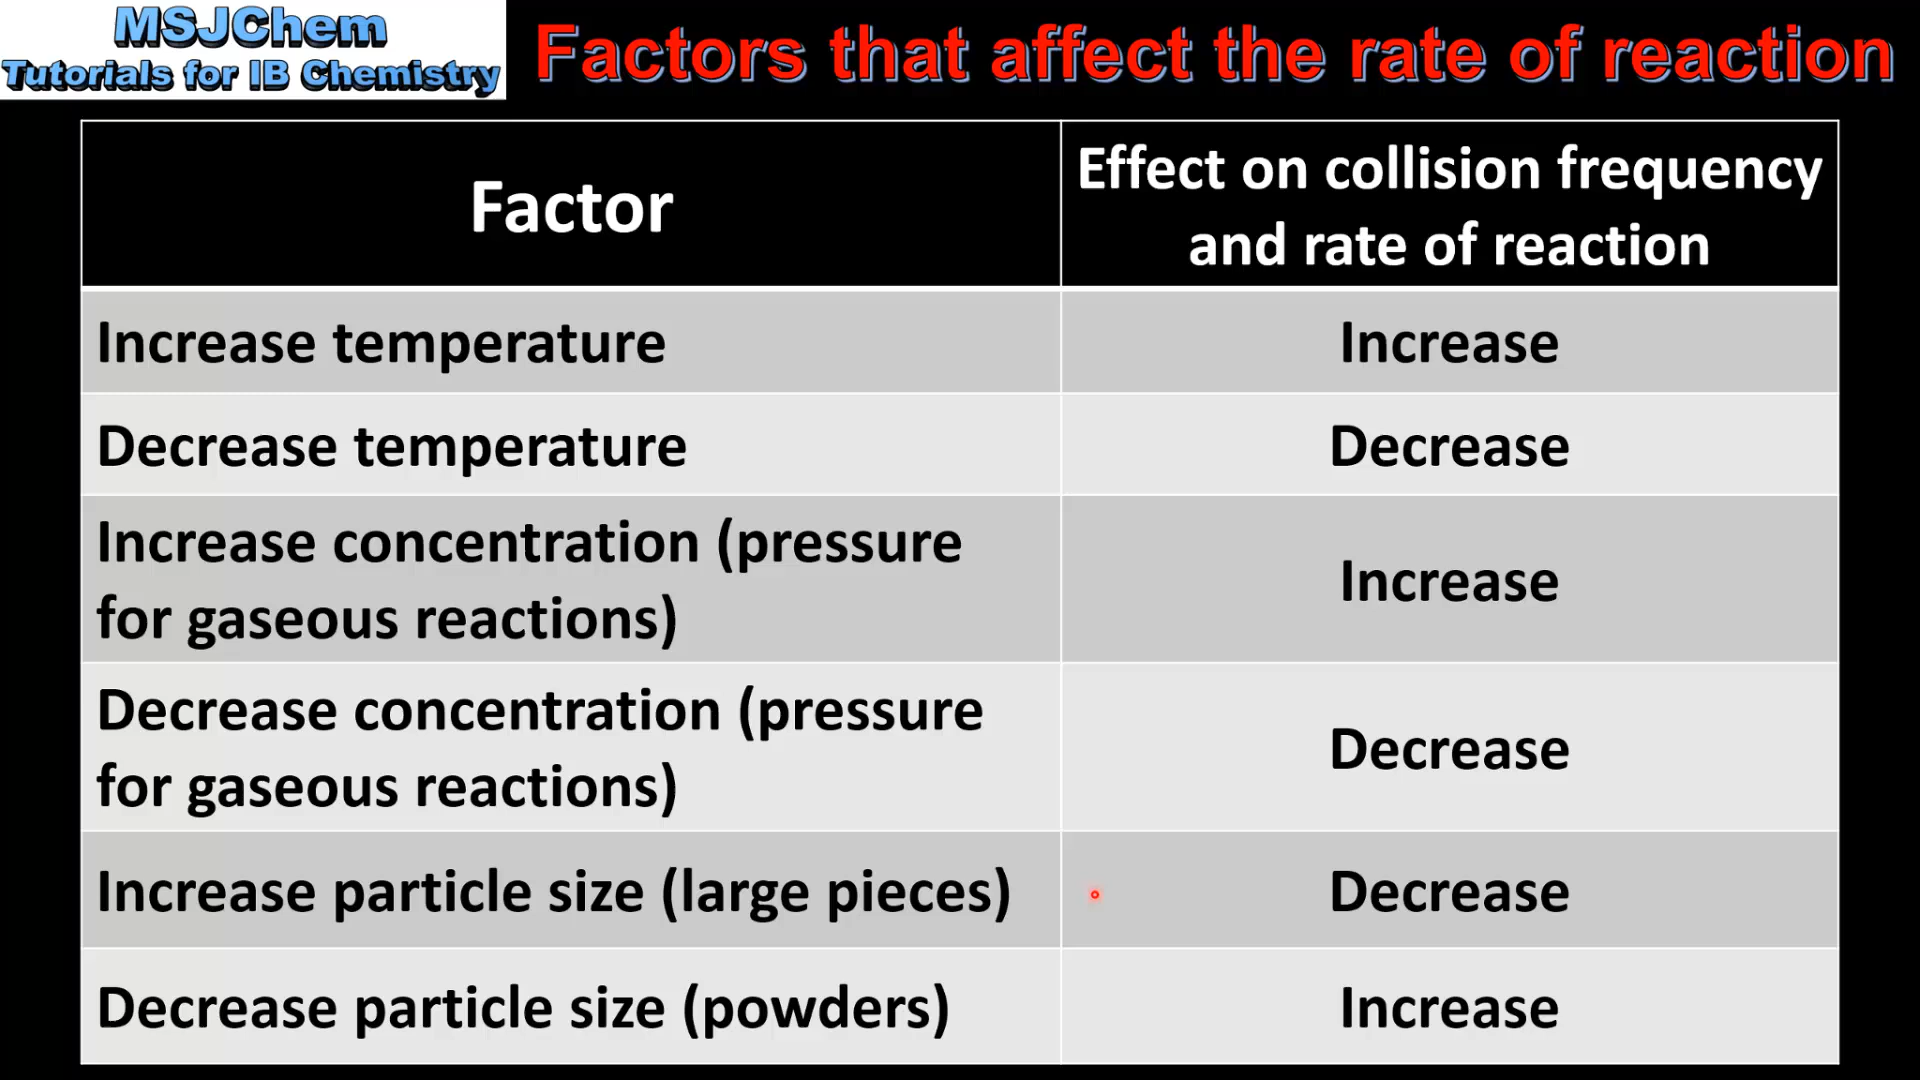 MSJChem
Tutorials for IB Chemistry
Factors that affect the rate of reaction
Factor
Effect on collision frequency
and rate of reaction
Increase temperature
Increase
Decrease temperature
Decrease
Increase concentration (pressure
for gaseous reactions)
Increase
Decrease concentration (pressure
for gaseous reactions)
Decrease
Increase particle size (large pieces)
Decrease
Decrease particle size (powders)
Increase